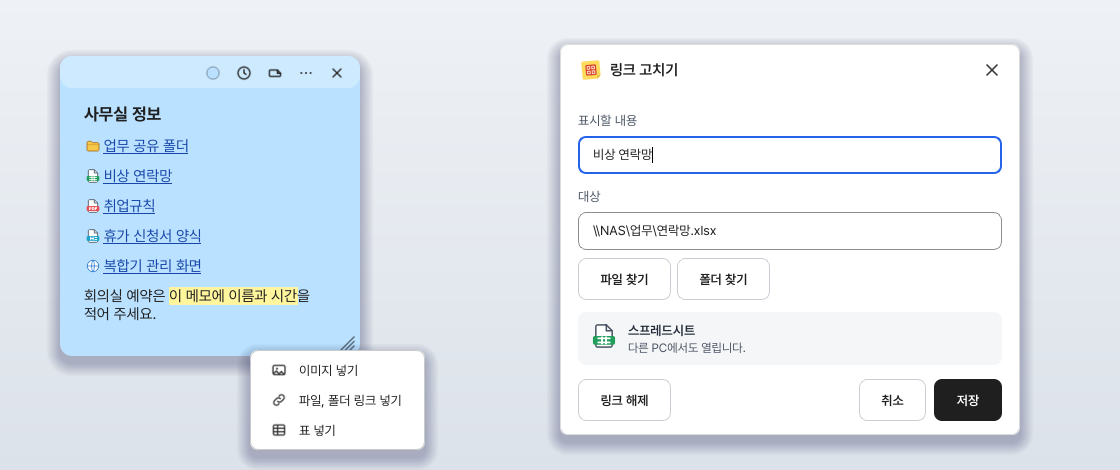 사무실 정보
업무 공유 폴더
비상 연락망
취업규칙
휴가 신청서 양식
복합기 관리 화면
회의실 예약은 이 메모에 이름과 시간을
적어 주세요.
이미지 넣기
파일, 폴더 링크 넣기
표 넣기
링크 고치기
표시할 내용
비상 연락망
대상
\\NAS\업무\연락망.xlsx
파일 찾기 폴더 찾기
스프레드시트
다른 PC에서도 열립니다.
링크 해제 취소 저장